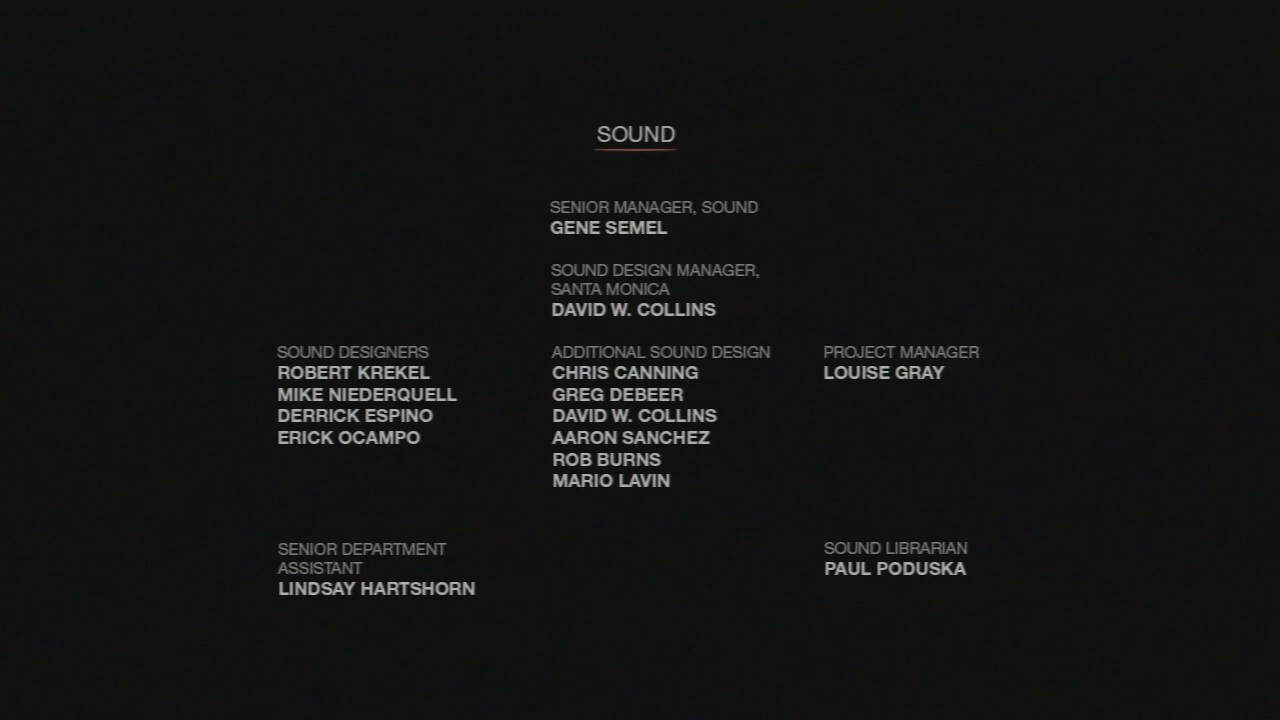 SOUND
SENIOR MANAGER, SOUND
GENE SEMEL
SOUND DESIGN MANAGER,
SANTA MONICA
DAVID W. COLLINS
SOUND DESIGNERS
ROBERT KREKEL
MIKE NIEDERQUELL
DERRICK ESPINO
ERICK OCAMPO
ADDITIONAL SOUND DESIGN
CHRIS CANNING
GREG DEBEER
DAVID W. COLLINS
AARON SANCHEZ
ROB BURNS
MARIO LAVIN
PROJECT MANAGER
LOUISE GRAY
SENIOR DEPARTMENT
ASSISTANT
LINDSAY HARTSHORN
SOUND LIBRARIAN
PAUL PODUSKA